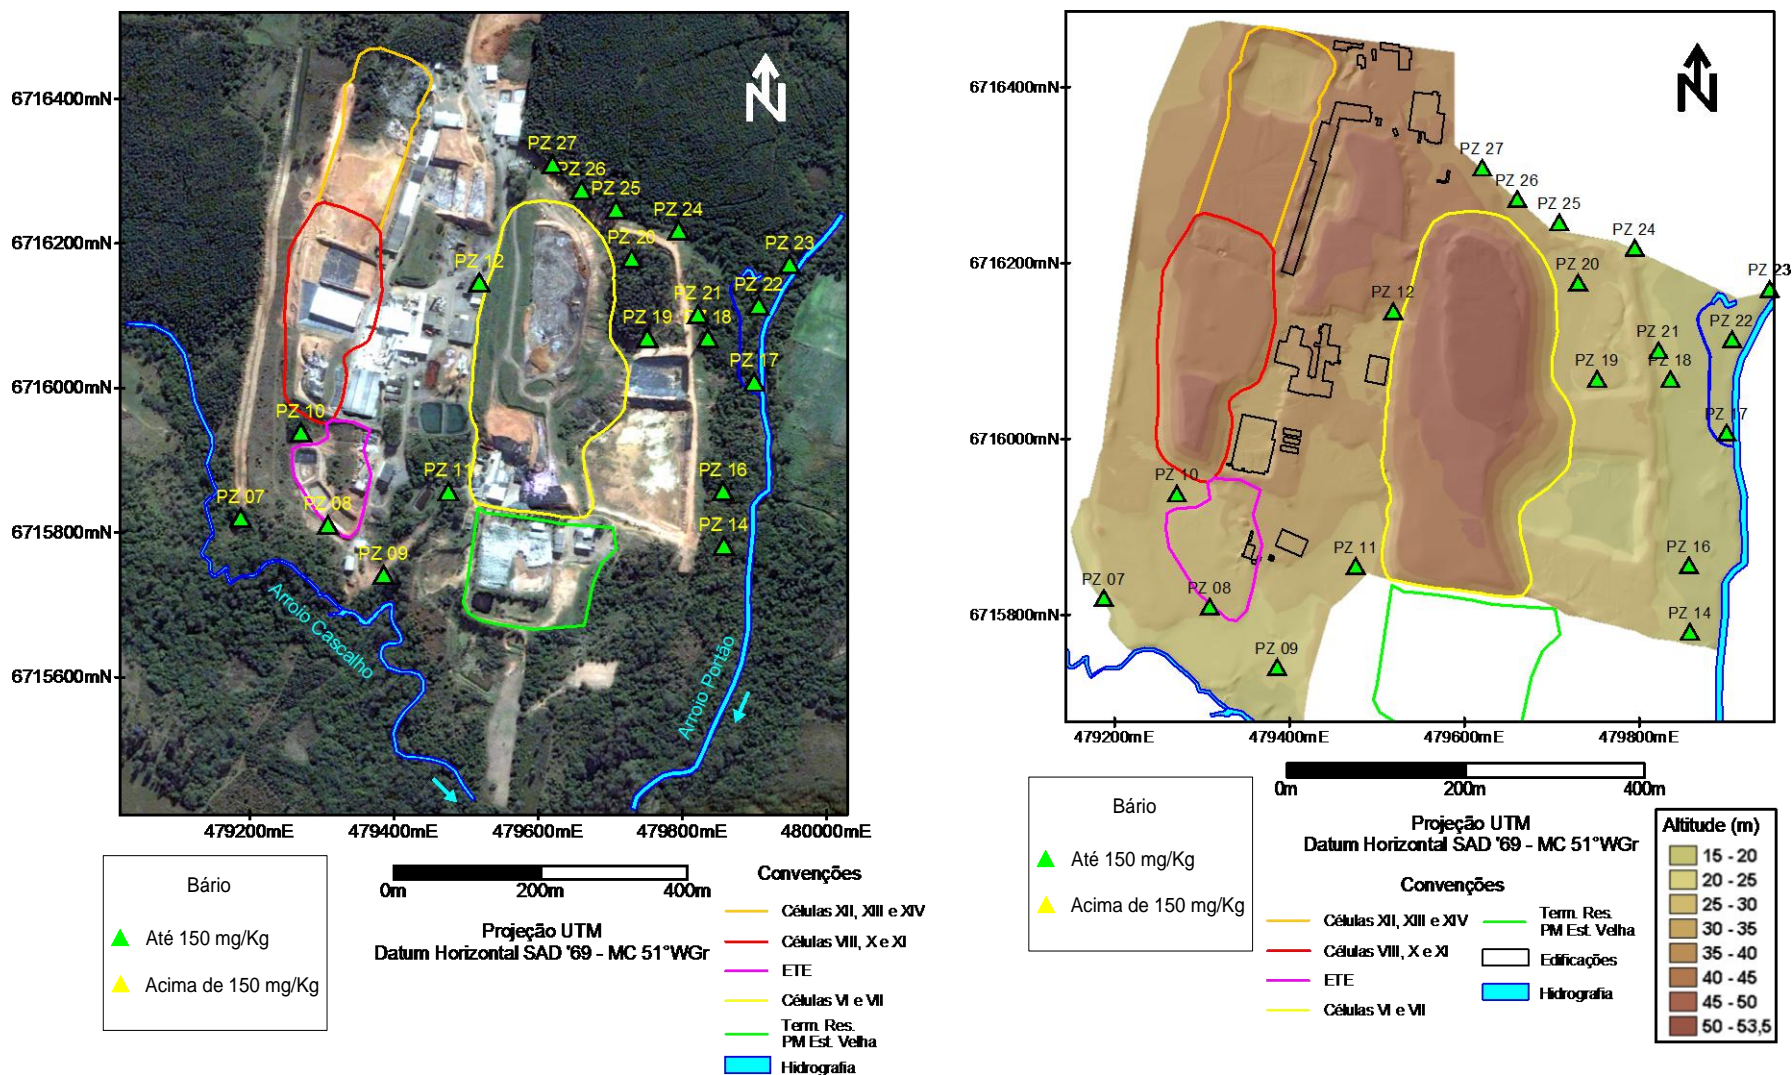 N
6716400mN
6716200mN
6716000mN
6715800mN
6715600mN
PZ 27
PZ 26
PZ 25
PZ 24
PZ 20
PZ 23
PZ 22
PZ 12
PZ 21
PZ 19
PZ 18
PZ 17
PZ 10
PZ 11
PZ 16
PZ 07
PZ 08
PZ 14
PZ 09
Arroio Cascalho
Arroio Portão
479200mE
479400mE
479600mE
479800mE
480000mE
Bário
Até 150 mg/Kg
Acima de 150 mg/Kg
0m
200m
400m
Projeção UTM
Datum Horizontal SAD '69 - MC 51°WGr
Convenções
Células XII, XIII e XIV
Células VIII, X e XI
ETE
Células VI e VII
Term. Res.
PM Est. Velha
Hidrografia
N
6716400mN
6716200mN
6716000mN
6715800mN
PZ 27
PZ 26
PZ 25
PZ 24
PZ 20
PZ 23
PZ 12
PZ 22
PZ 21
PZ 19
PZ 18
PZ 17
PZ 10
PZ 11
PZ 16
PZ 07
PZ 08
PZ 14
PZ 09
479200mE
479400mE
479600mE
479800mE
0m
200m
400m
Bário
Até 150 mg/Kg
Acima de 150 mg/Kg
Projeção UTM
Datum Horizontal SAD '69 - MC 51°WGr
Convenções
Células XII, XIII e XIV
Células VIII, X e XI
ETE
Células VI e VII
Term. Res.
PM Est. Velha
Edificações
Hidrografia
Altitude (m)
15 - 20
20 - 25
25 - 30
30 - 35
35 - 40
40 - 45
45 - 50
50 - 53,5